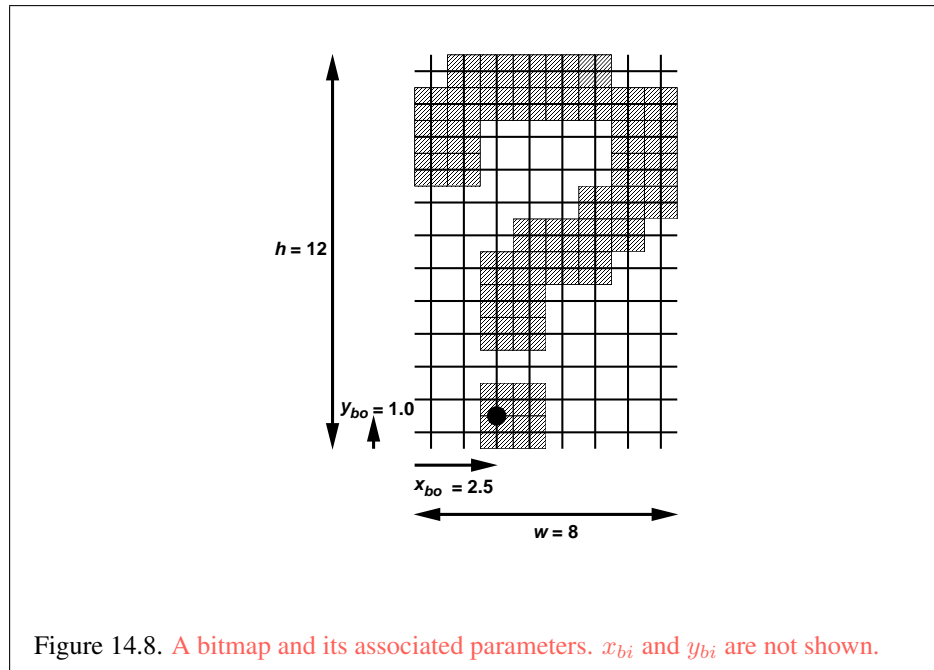 h = 12
y_bo = 1.0
x_bo = 2.5
w = 8
Figure 14.8. A bitmap and its associated parameters. x_bi and y_bi are not shown.